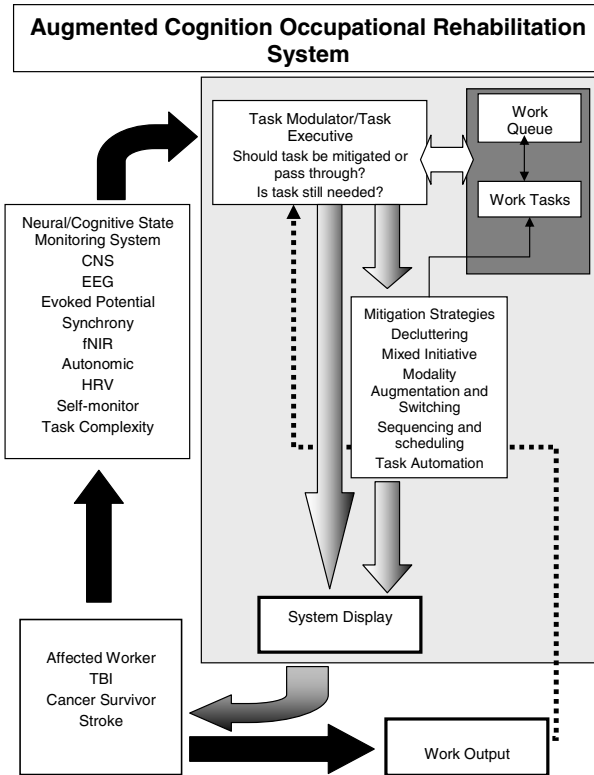 Augmented Cognition Occupational Rehabilitation
System
Task Modulator/Task
Executive
Should task be mitigated or
pass through?
Is task still needed?
Work
Queue
Work Tasks
Neural/Cognitive State
Monitoring System
CNS
EEG
Evoked Potential
Synchrony
fNIR
Autonomic
HRV
Self-monitor
Task Complexity
Mitigation Strategies
Decluttering
Mixed Initiative
Modality
Augmentation and
Switching
Sequencing and
scheduling
Task Automation
System Display
Affected Worker
TBI
Cancer Survivor
Stroke
Work Output